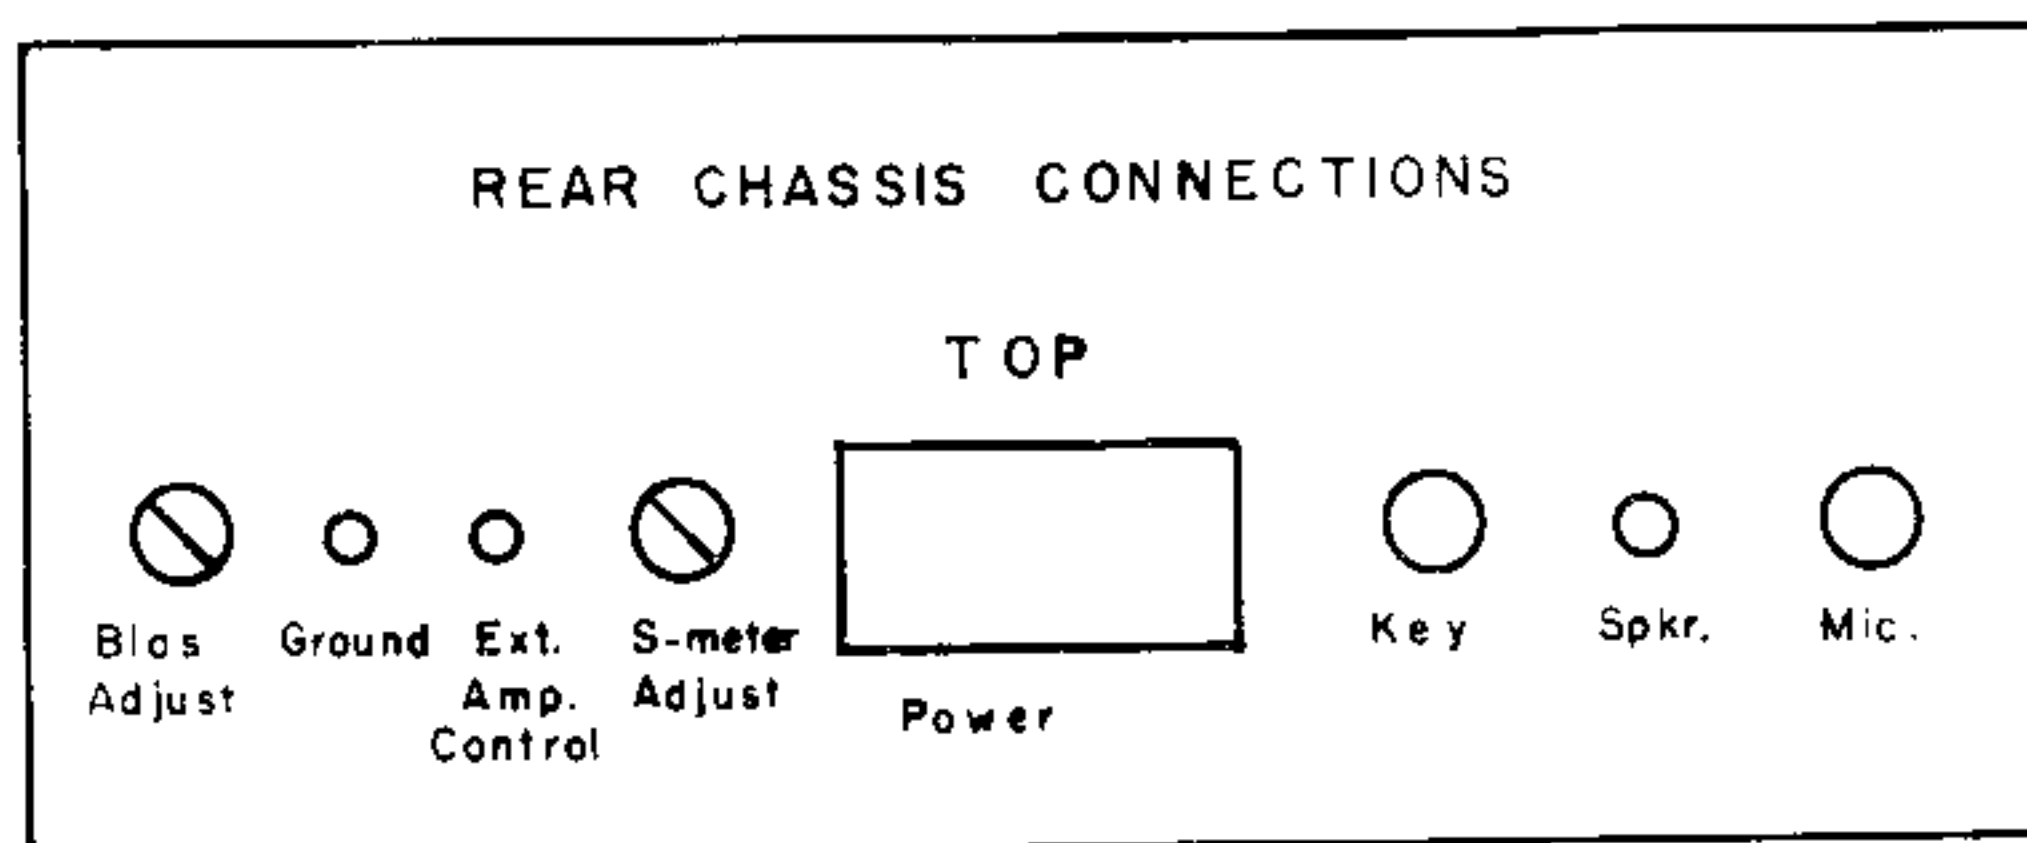 REAR CHASSIS CONNECTIONS
TOP
Bias Adjust
Ground
Ext. Amp. Control
S-meter Adjust
Power
Key
Spkr.
Mic.